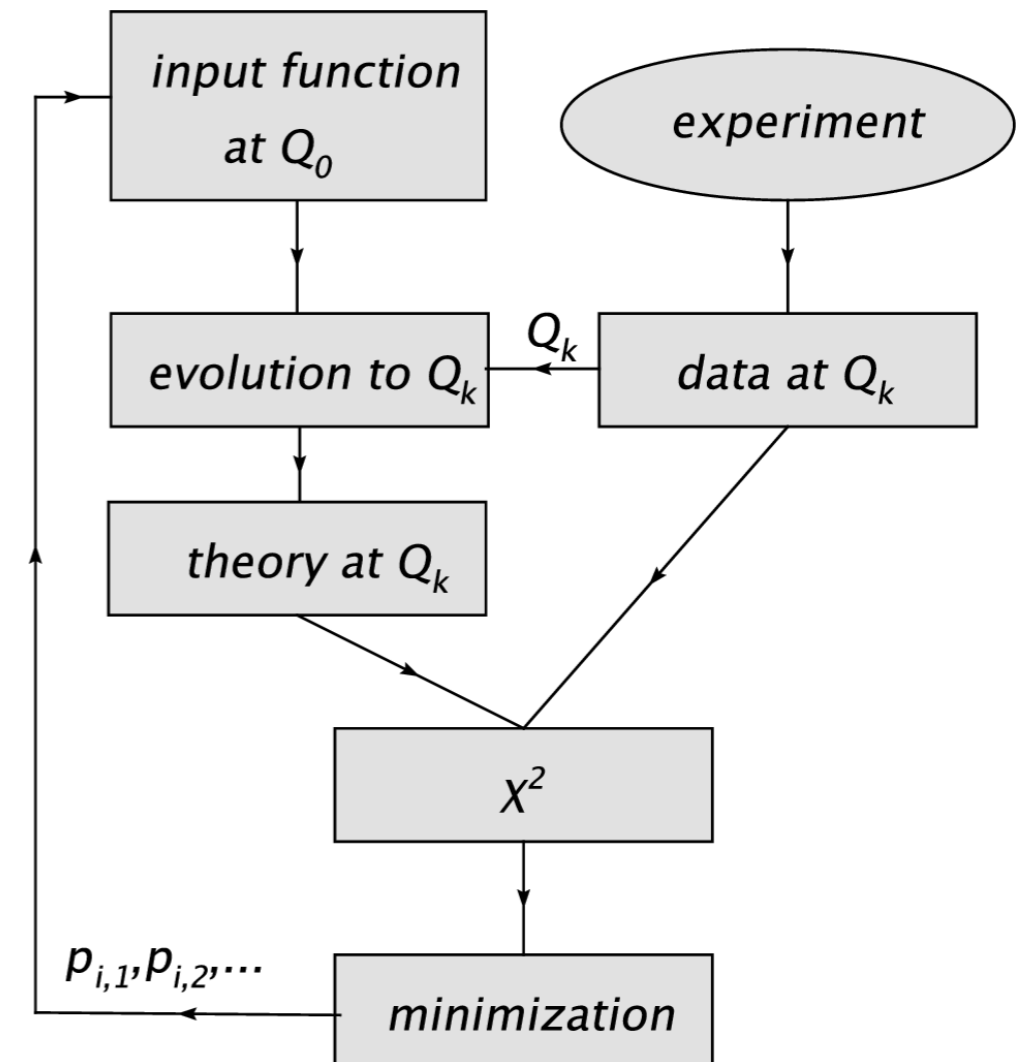 input function
at Q₀
experiment
evolution to Qₖ
Qₖ
data at Qₖ
theory at Qₖ
χ²
minimization
pᵢ,₁,pᵢ,₂,...